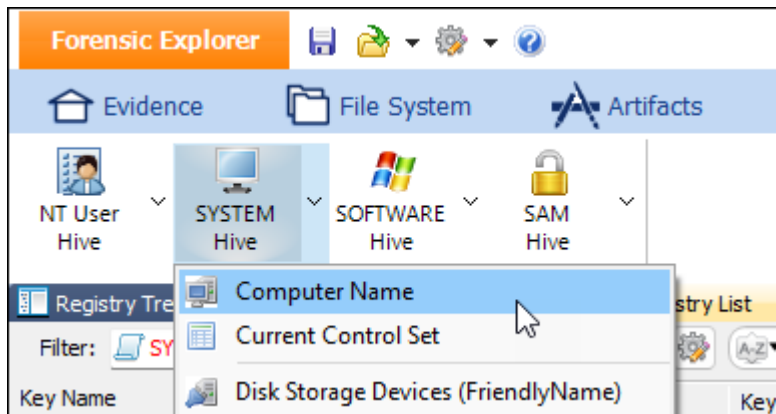 Forensic Explorer
Evidence File System Artifacts
NT User Hive
SYSTEM Hive
SOFTWARE Hive
SAM Hive
Computer Name
Registry Tre stry List
Current Control Set
Filter: SY A-Z
Disk Storage Devices (FriendlyName)
Key Name Key